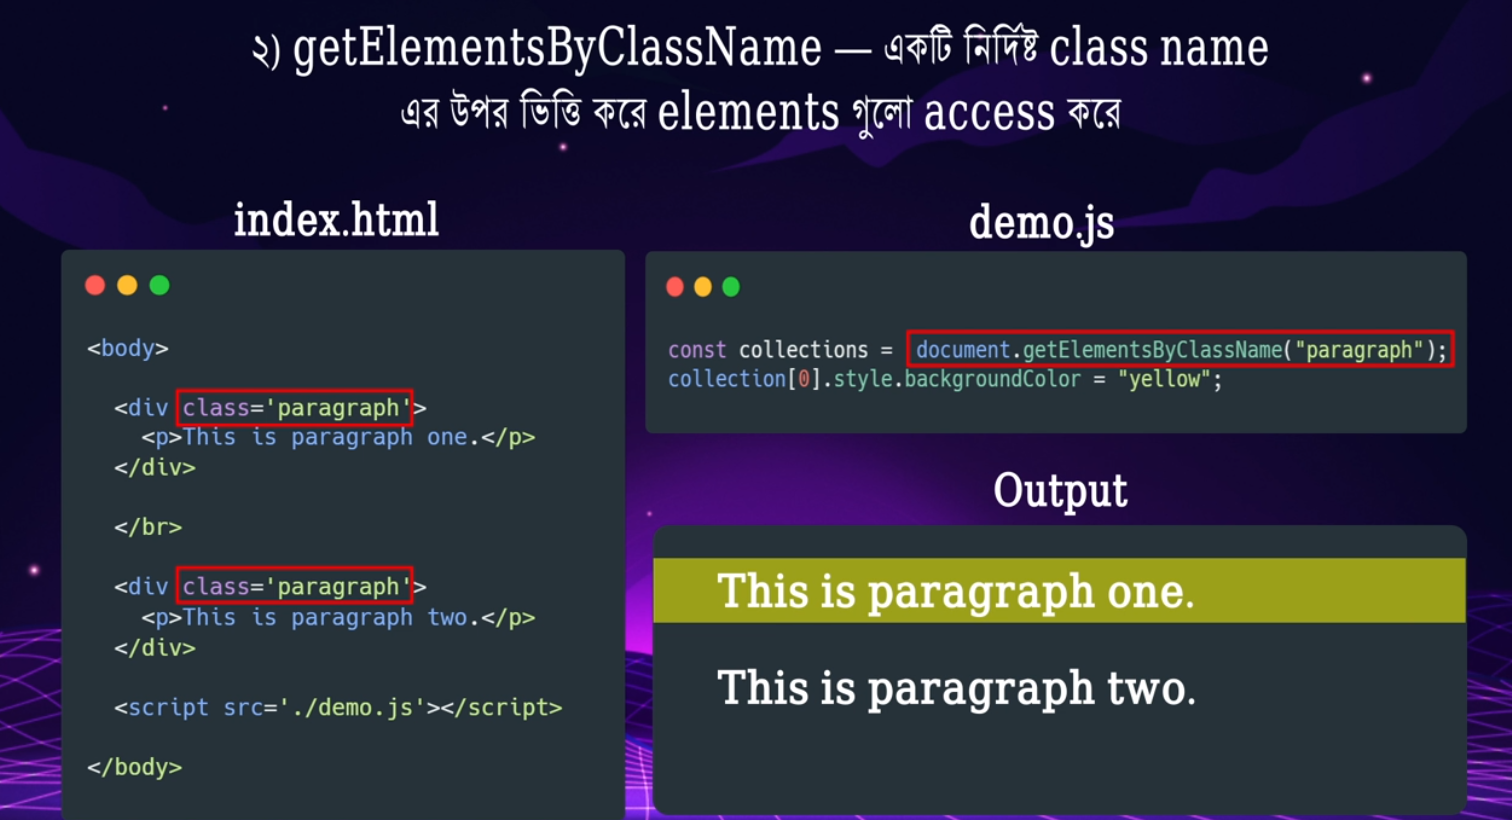 ২) getElementsByClassName — একটি নির্দিষ্ট class name
এর উপর ভিত্তি করে elements গুলো access করে
index.html
<body>
<div class='paragraph'>
<p>This is paragraph one.</p>
</div>
</br>
<div class='paragraph'>
<p>This is paragraph two.</p>
</div>
<script src='./demo.js'></script>
</body>
demo.js
const collections = document.getElementsByClassName("paragraph");
collection[0].style.backgroundColor = "yellow";
Output
This is paragraph one.
This is paragraph two.